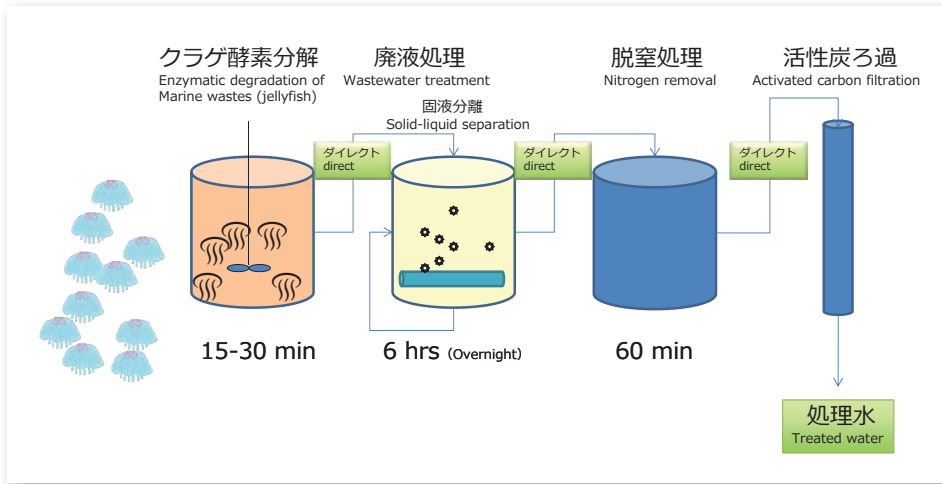 クラゲ酵素分解
Enzymatic degradation of
Marine wastes (jellyfish)
廃液処理
Wastewater treatment
固液分離
Solid-liquid separation
脱窒処理
Nitrogen removal
活性炭ろ過
Activated carbon filtration
ダイレクト
direct
ダイレクト
direct
ダイレクト
direct
15-30 min
6 hrs (Overnight)
60 min
処理水
Treated water